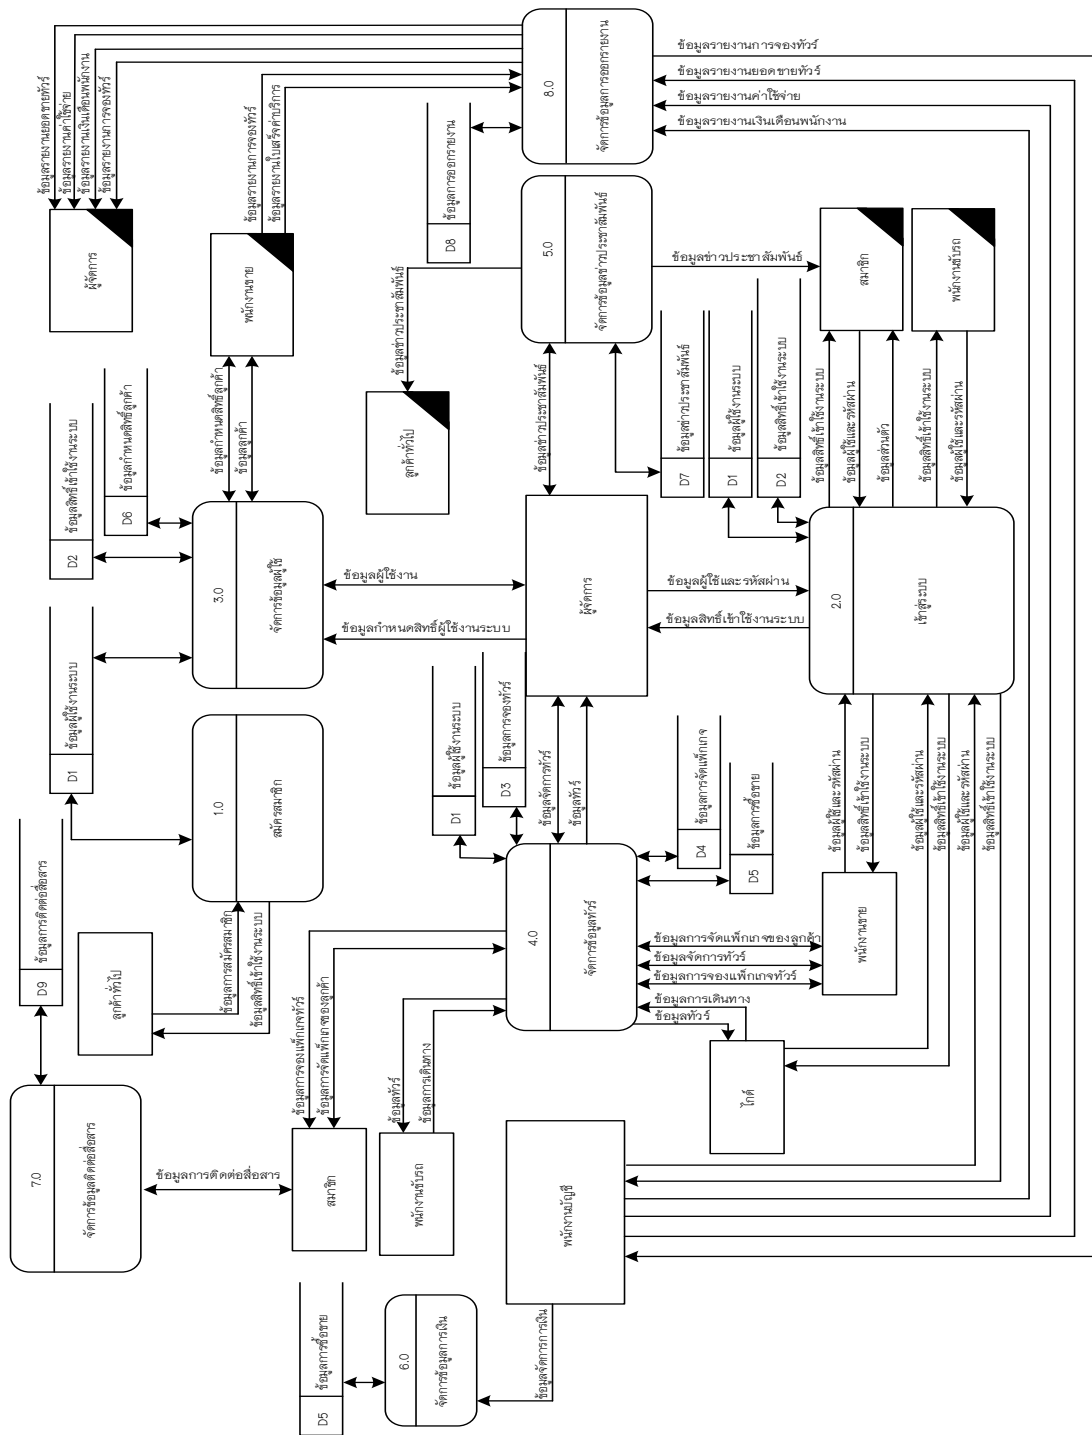 ข้อมูลรายงานยอดขายทัวร์
ข้อมูลรายงานค่าใช้จ่าย
ข้อมูลรายงานเงินเดือนพนักงาน
ข้อมูลรายงานการจองทัวร์
ผู้จัดการ
ข้อมูลรายงานการจองทัวร์
ข้อมูลรายงานใบเสร็จค่าบริการ
พนักงานขาย
8.0
จัดการข้อมูลการออกรายงาน
ข้อมูลรายงานการจองทัวร์
ข้อมูลรายงานยอดขายทัวร์
ข้อมูลรายงานค่าใช้จ่าย
ข้อมูลรายงานเงินเดือนพนักงาน
D8
ข้อมูลการออกรายงาน
5.0
จัดการข้อมูลข่าวประชาสัมพันธ์
ข้อมูลข่าวประชาสัมพันธ์
ลูกค้าทั่วไป
ข้อมูลข่าวประชาสัมพันธ์
สมาชิก
พนักงานขับรถ
ข้อมูลข่าวประชาสัมพันธ์
D7
ข้อมูลข่าวประชาสัมพันธ์
D1
ข้อมูลผู้ใช้งานระบบ
D2
ข้อมูลสิทธิ์เข้าใช้งานระบบ
ข้อมูลสิทธิ์เข้าใช้งานระบบ
ข้อมูลผู้ใช้และรหัสผ่าน
ข้อมูลส่วนตัว
ข้อมูลสิทธิ์เข้าใช้งานระบบ
ข้อมูลผู้ใช้และรหัสผ่าน
D2
ข้อมูลสิทธิ์เข้าใช้งานระบบ
D6
ข้อมูลกำหนดสิทธิ์ลูกค้า
ข้อมูลกำหนดสิทธิ์ลูกค้า
ข้อมูลลูกค้า
3.0
จัดการข้อมูลผู้ใช้
ข้อมูลผู้ใช้งาน
ข้อมูลกำหนดสิทธิ์ผู้ใช้งานระบบ
ผู้จัดการ
ข้อมูลผู้ใช้และรหัสผ่าน
ข้อมูลสิทธิ์เข้าใช้งานระบบ
2.0
เข้าสู่ระบบ
D1
ข้อมูลผู้ใช้งานระบบ
1.0
สมัครสมาชิก
D1
ข้อมูลผู้ใช้งานระบบ
D3
ข้อมูลการจองทัวร์
ข้อมูลจัดการทัวร์
ข้อมูลทัวร์
D4
ข้อมูลการจัดแพ็กเกจ
D5
ข้อมูลการซื้อขาย
ข้อมูลผู้ใช้และรหัสผ่าน
ข้อมูลสิทธิ์เข้าใช้งานระบบ
ข้อมูลผู้ใช้และรหัสผ่าน
ข้อมูลสิทธิ์เข้าใช้งานระบบ
ข้อมูลผู้ใช้และรหัสผ่าน
ข้อมูลสิทธิ์เข้าใช้งานระบบ
D9
ข้อมูลการติดต่อสื่อสาร
ลูกค้าทั่วไป
ข้อมูลการสมัครสมาชิก
ข้อมูลสิทธิ์เข้าใช้งานระบบ
4.0
จัดการข้อมูลทัวร์
ข้อมูลการจัดแพ็กเกจของลูกค้า
ข้อมูลจัดการทัวร์
ข้อมูลการจองแพ็กเกจทัวร์
ข้อมูลการเดินทาง
ข้อมูลทัวร์
พนักงานขาย
ไกด์
ข้อมูลการจองแพ็กเกจทัวร์
ข้อมูลการจัดแพ็กเกจของลูกค้า
ข้อมูลทัวร์
ข้อมูลการเดินทาง
7.0
จัดการข้อมูลติดต่อสื่อสาร
ข้อมูลการติดต่อสื่อสาร
สมาชิก
พนักงานขับรถ
พนักงานบัญชี
D5
ข้อมูลการซื้อขาย
6.0
จัดการข้อมูลการเงิน
ข้อมูลจัดการการเงิน